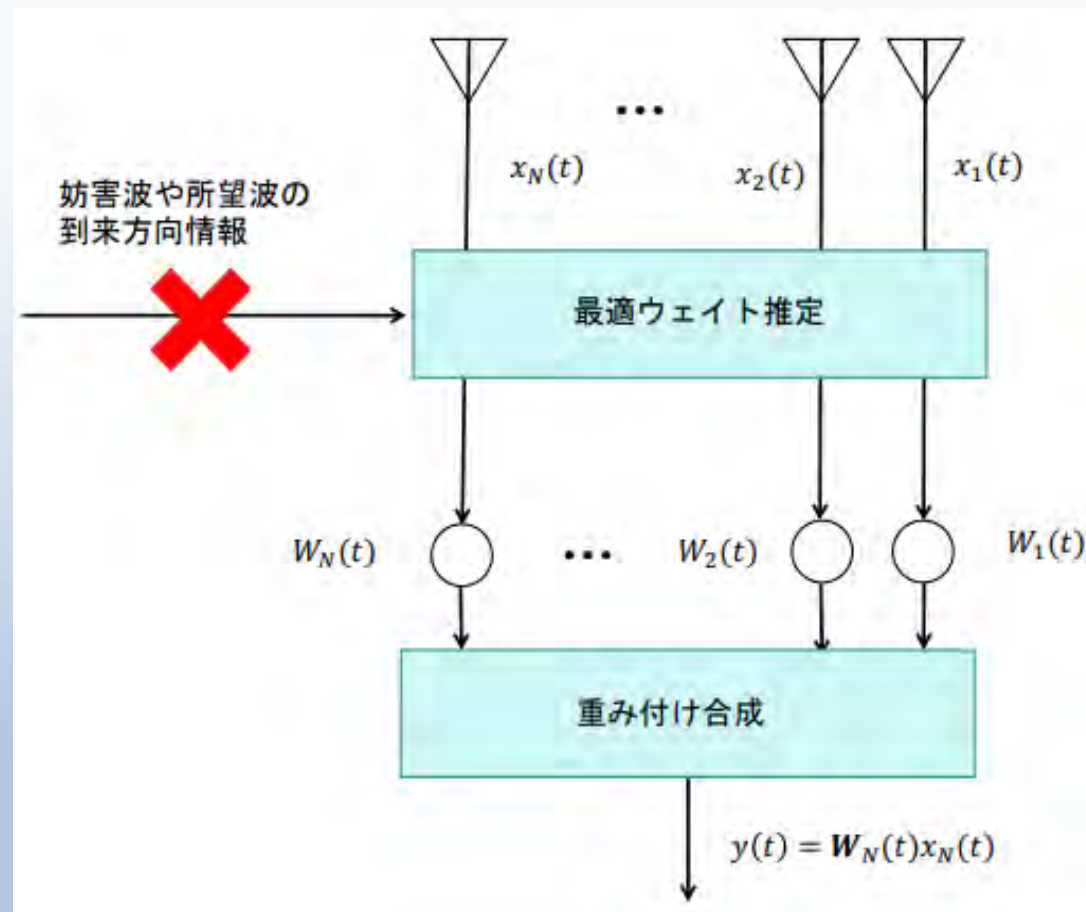 …
x_N(t)
x_2(t)
x_1(t)
妨害波や所望波の
到来方向情報
最適ウェイト推定
W_N(t)
…
W_2(t)
W_1(t)
重み付け合成
y(t) = W_N(t)x_N(t)